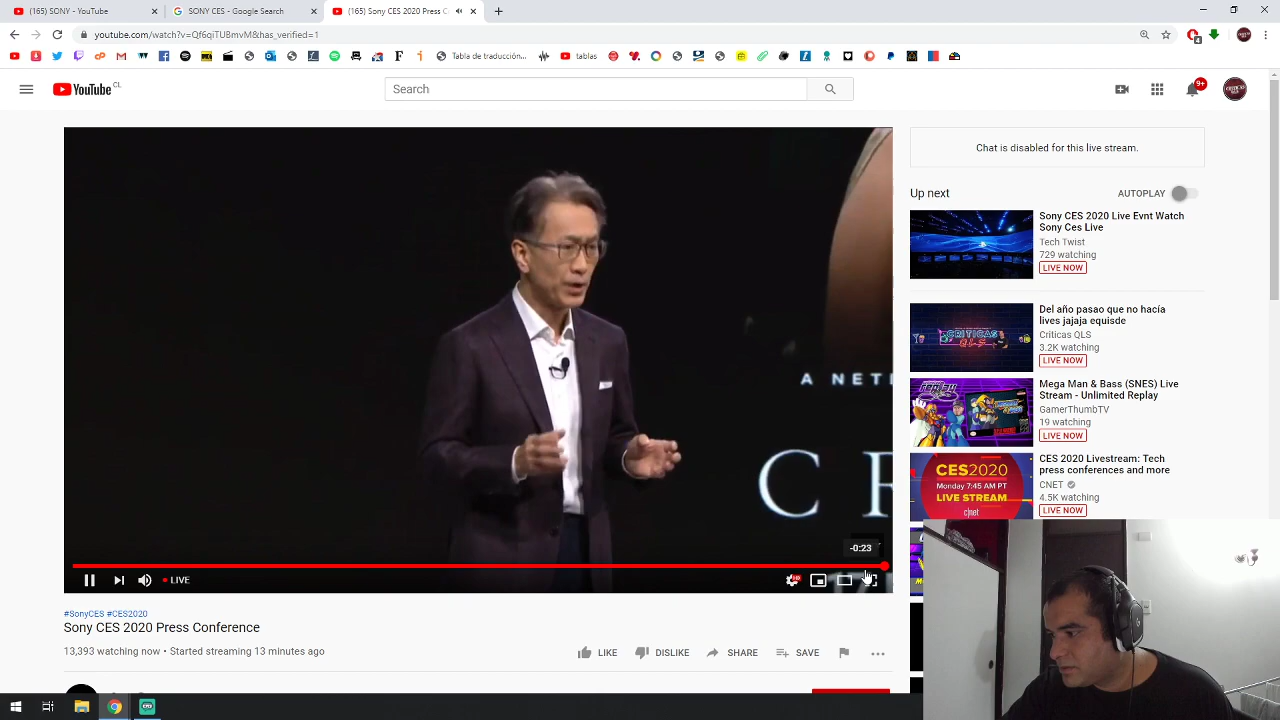 (165) SONY - YouTube
SONY CES - Google Search
(165) Sony CES 2020 Press C
youtube.com/watch?v=Qf6qiTUBmvM&has_verified=1
Tabla de traducción...
tablas
YouTube CL
Search
9+
Chat is disabled for this live stream.
Up next
AUTOPLAY
Sony CES 2020 Live Evnt Watch
Sony Ces Live
Tech Twist
729 watching
LIVE NOW
Del año pasao que no hacía
lives jajaja equisde
Críticas QLS
3.2K watching
LIVE NOW
Mega Man & Bass (SNES) Live
Stream - Unlimited Replay
GamerThumbTV
19 watching
LIVE NOW
CES2020
Monday 7:45 AM PT
LIVE STREAM
c|net
CES 2020 Livestream: Tech
press conferences and more
CNET
4.5K watching
LIVE NOW
A NET
C
-0:23
LIVE
#SonyCES #CES2020
Sony CES 2020 Press Conference
13,393 watching now • Started streaming 13 minutes ago
LIKE
DISLIKE
SHARE
SAVE